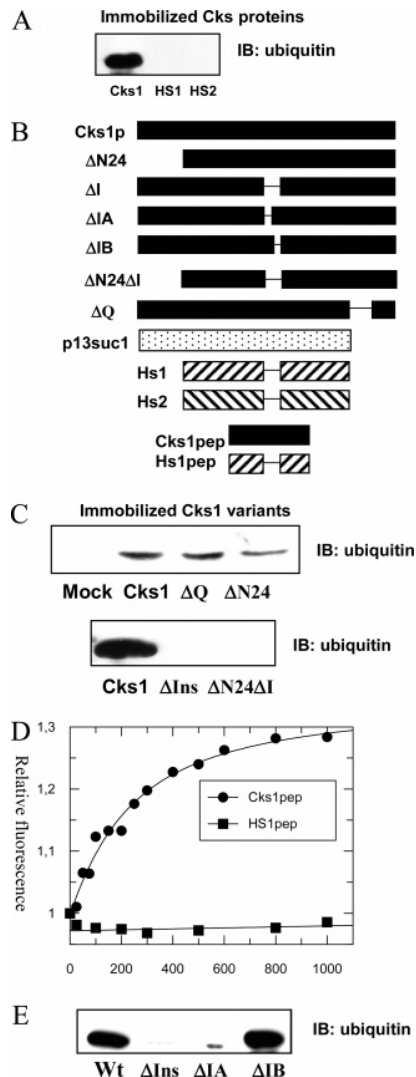 A
Immobilized Cks proteins
IB: ubiquitin
Cks1 HS1 HS2
B
Cks1p
ΔN24
ΔI
ΔIA
ΔIB
ΔN24ΔI
ΔQ
p13suc1
Hs1
Hs2
Cks1pep
Hs1pep
C
Immobilized Cks1 variants
IB: ubiquitin
Mock Cks1 ΔQ ΔN24
IB: ubiquitin
Cks1 ΔIns ΔN24ΔI
D
1,3
1,2
1,1
1
Relative fluorescence
Cks1pep
HS1pep
0 200 400 600 800 1000
E
IB: ubiquitin
Wt ΔIns ΔIA ΔIB